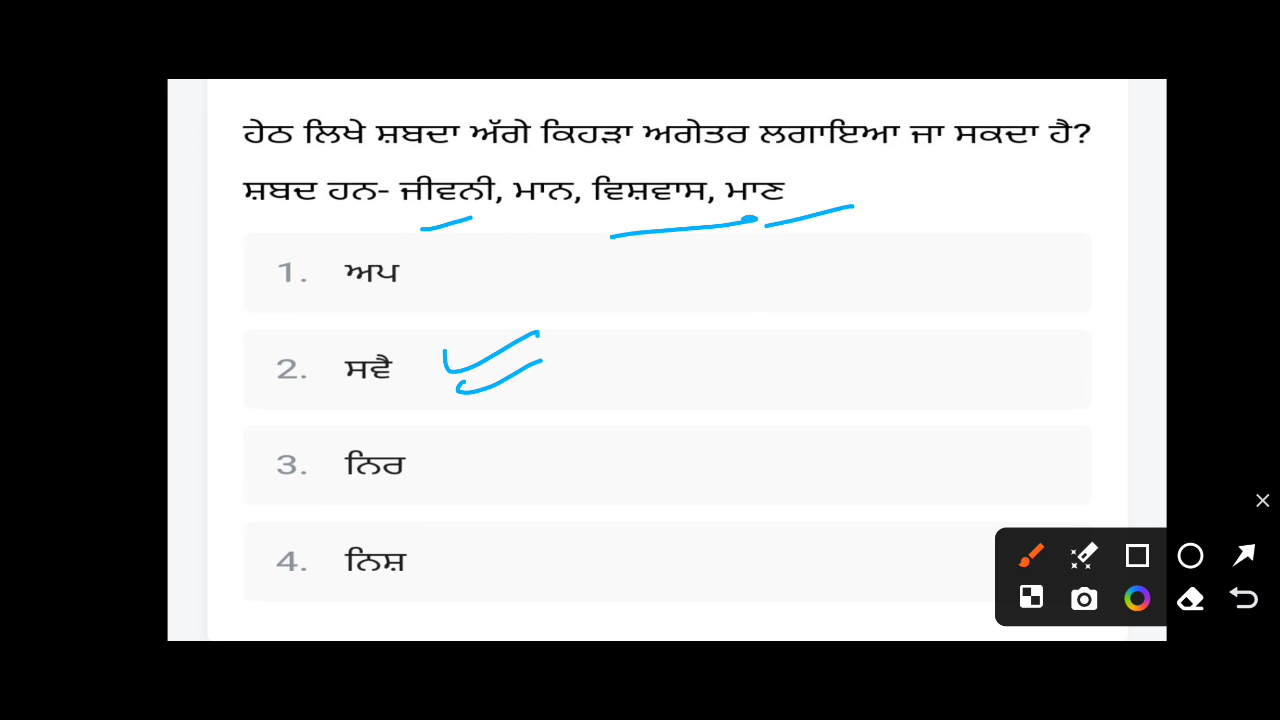 ਹੇਠ ਲਿਖੇ ਸ਼ਬਦਾ ਅੱਗੇ ਕਿਹੜਾ ਅਗੇਤਰ ਲਗਾਇਆ ਜਾ ਸਕਦਾ ਹੈ?
ਸ਼ਬਦ ਹਨ- ਜੀਵਨੀ, ਮਾਨ, ਵਿਸ਼ਵਾਸ, ਮਾਣ
1. ਅਪ
2. ਸਵੈ
3. ਨਿਰ
4. ਨਿਸ਼